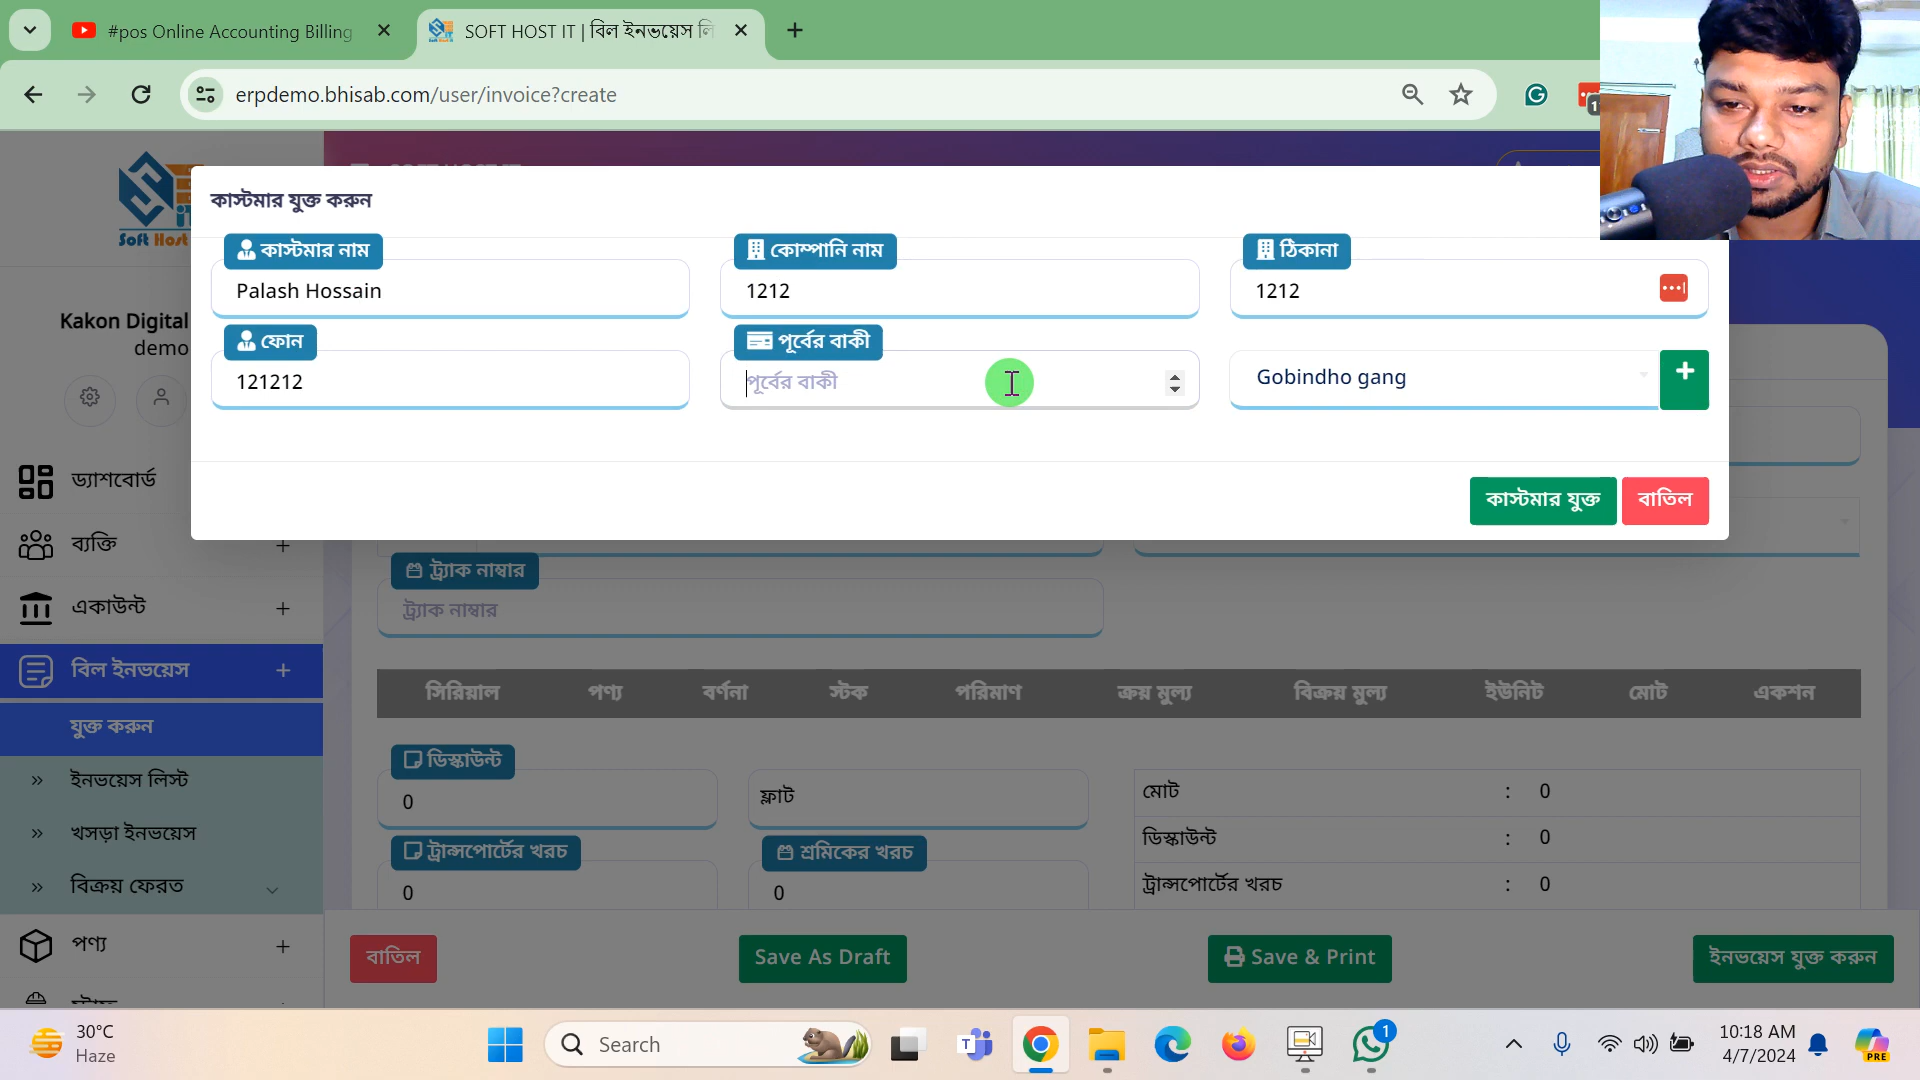 #pos Online Accounting Billing
SOFT HOST IT | বিল ইনভয়েস লি
erpdemo.bhisab.com/user/invoice?create
Soft Host
কাস্টমার যুক্ত করুন
কাস্টমার নাম
কোম্পানি নাম
ঠিকানা
Palash Hossain
1212
1212
ফোন
পূর্বের বাকী
121212
পূর্বের বাকী
Gobindho gang
কাস্টমার যুক্ত
বাতিল
Kakon Digital
demo
ড্যাশবোর্ড
ব্যক্তি
একাউন্ট
বিল ইনভয়েস
যুক্ত করুন
ইনভয়েস লিস্ট
খসড়া ইনভয়েস
বিক্রয় ফেরত
পণ্য
ট্র্যাক নাম্বার
ট্র্যাক নাম্বার
সিরিয়াল পণ্য বর্ণনা স্টক পরিমাণ ক্রয় মুল্য বিক্রয় মুল্য ইউনিট মোট একশন
ডিস্কাউন্ট
0
ফ্লাট
ট্রান্সপোর্টের খরচ
শ্রমিকের খরচ
0
0
মোট : 0
ডিস্কাউন্ট : 0
ট্রান্সপোর্টের খরচ : 0
বাতিল
Save As Draft
Save & Print
ইনভয়েস যুক্ত করুন
30°C
Haze
Search
1
10:18 AM
4/7/2024
PRE